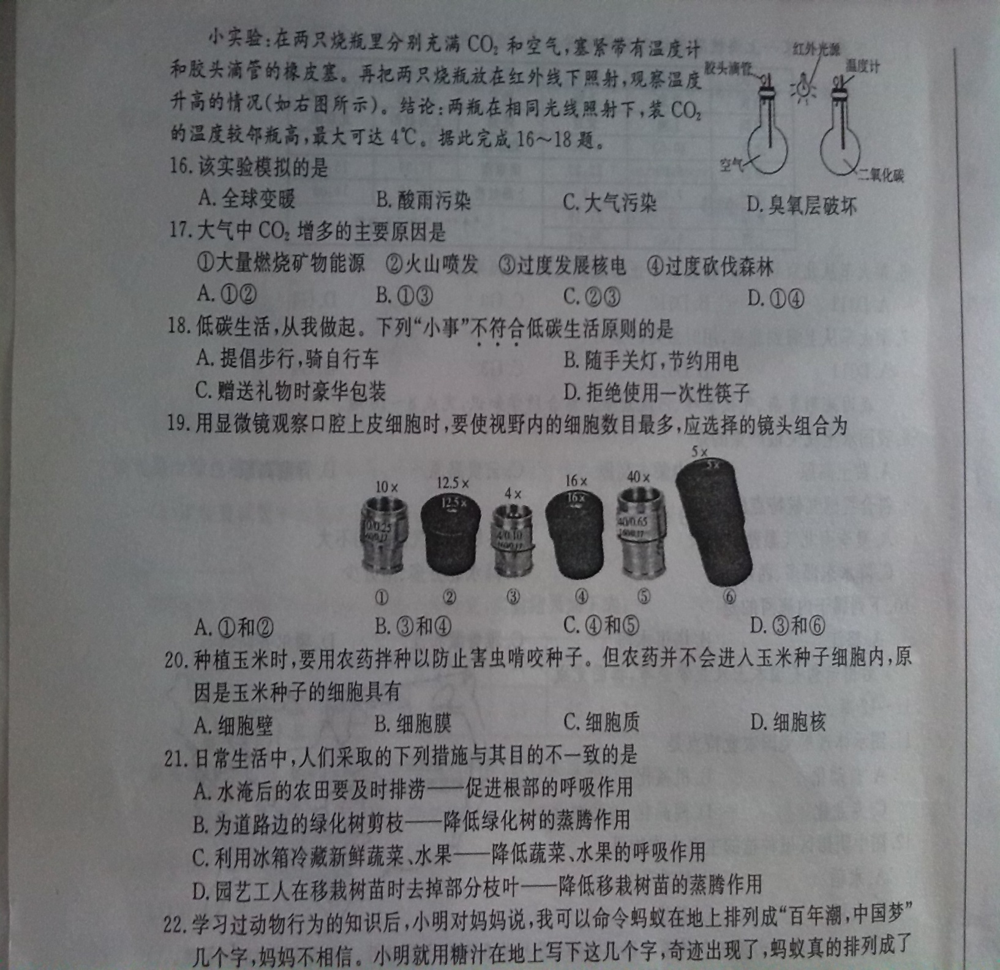 小实验:在两只烧瓶里分别充满 CO₂ 和空气,塞紧带有温度计
和胶头滴管的橡皮塞。再把两只烧瓶放在红外线下照射,观察温度
升高的情况(如右图所示)。结论:两瓶在相同光线照射下,装 CO₂
的温度较邻瓶高,最大可达 4℃。据此完成 16～18 题。
红外光源
胶头滴管
温度计
空气
二氧化碳
16. 该实验模拟的是
A. 全球变暖 B. 酸雨污染 C. 大气污染 D. 臭氧层破坏
17. 大气中 CO₂ 增多的主要原因是
①大量燃烧矿物能源 ②火山喷发 ③过度发展核电 ④过度砍伐森林
A. ①② B. ①③ C. ②③ D. ①④
18. 低碳生活,从我做起。下列“小事”不符合低碳生活原则的是
A. 提倡步行,骑自行车 B. 随手关灯,节约用电
C. 赠送礼物时豪华包装 D. 拒绝使用一次性筷子
19. 用显微镜观察口腔上皮细胞时,要使视野内的细胞数目最多,应选择的镜头组合为
10× 12.5× 4× 16× 40× 5×
12.5× 16× 5×
0/0.25 4/0.10 40/0.65
160/0.17 160/0.17 160/0.17
① ② ③ ④ ⑤ ⑥
A. ①和② B. ③和④ C. ④和⑤ D. ③和⑥
20. 种植玉米时,要用农药拌种以防止害虫啃咬种子。但农药并不会进入玉米种子细胞内,原
因是玉米种子的细胞具有
A. 细胞壁 B. 细胞膜 C. 细胞质 D. 细胞核
21. 日常生活中,人们采取的下列措施与其目的不一致的是
A. 水淹后的农田要及时排涝——促进根部的呼吸作用
B. 为道路边的绿化树剪枝——降低绿化树的蒸腾作用
C. 利用冰箱冷藏新鲜蔬菜、水果——降低蔬菜、水果的呼吸作用
D. 园艺工人在移栽树苗时去掉部分枝叶——降低移栽树苗的蒸腾作用
22. 学习过动物行为的知识后,小明对妈妈说,我可以命令蚂蚁在地上排列成“百年潮,中国梦”
几个字,妈妈不相信。小明就用糖汁在地上写下这几个字,奇迹出现了,蚂蚁真的排列成了